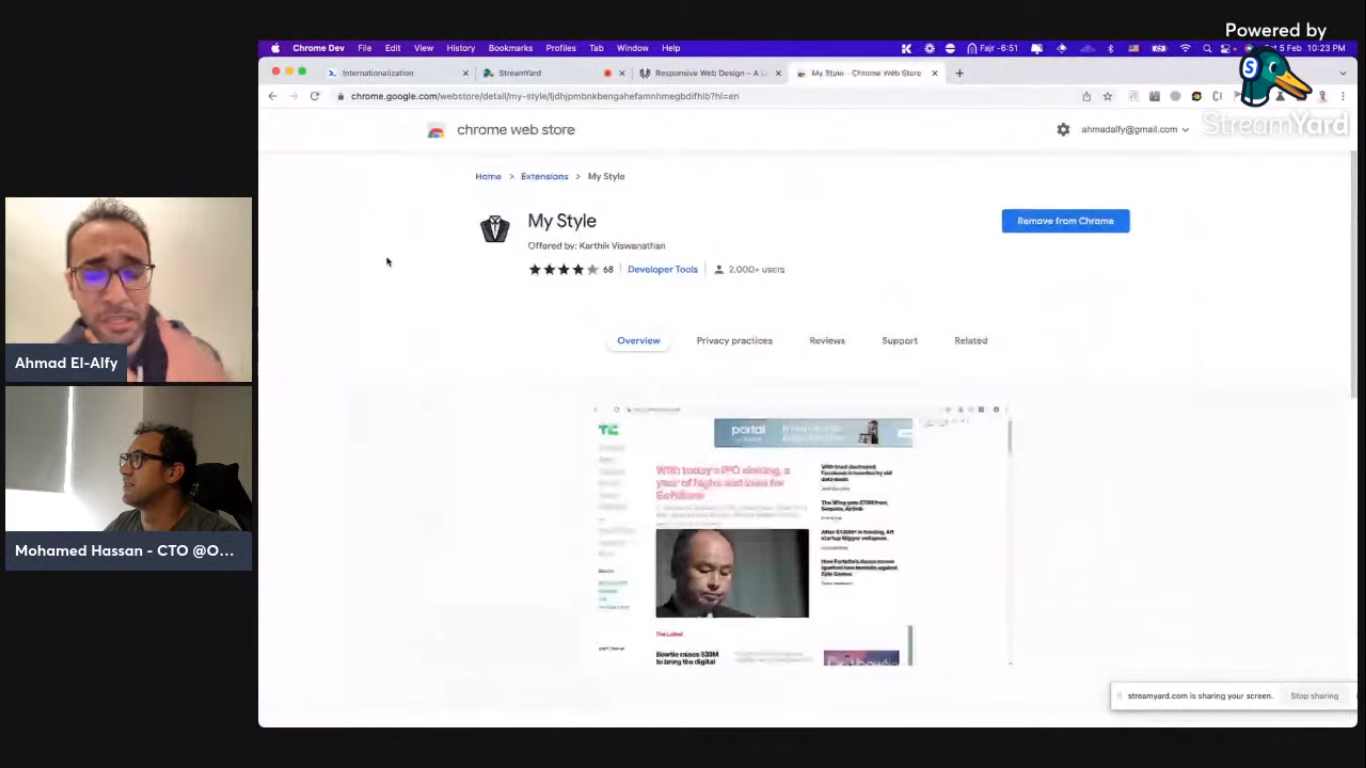 Powered by
StreamYard
Chrome Dev File Edit View History Bookmarks Profiles Tab Window Help
Fajr -6:51
Sat 5 Feb 10:23 PM
Internationalization
StreamYard
Responsive Web Design – A Li
My Style - Chrome Web Store
chrome.google.com/webstore/detail/my-style/ljdhjpmbnkbengahefamnhmegbdifhlb?hl=en
chrome web store
ahmadalfy@gmail.com
Home > Extensions > My Style
My Style
Remove from Chrome
Offered by: Karthik Viswanathan
68 Developer Tools 2,000+ users
Overview Privacy practices Reviews Support Related
portal
With today's IPO sinking, a
year of highs and lows for
SoftBank
The Latest
Bowtie raises $30M
to bring the digital
Ahmad El-Alfy
Mohamed Hassan - CTO @O...
streamyard.com is sharing your screen. Stop sharing